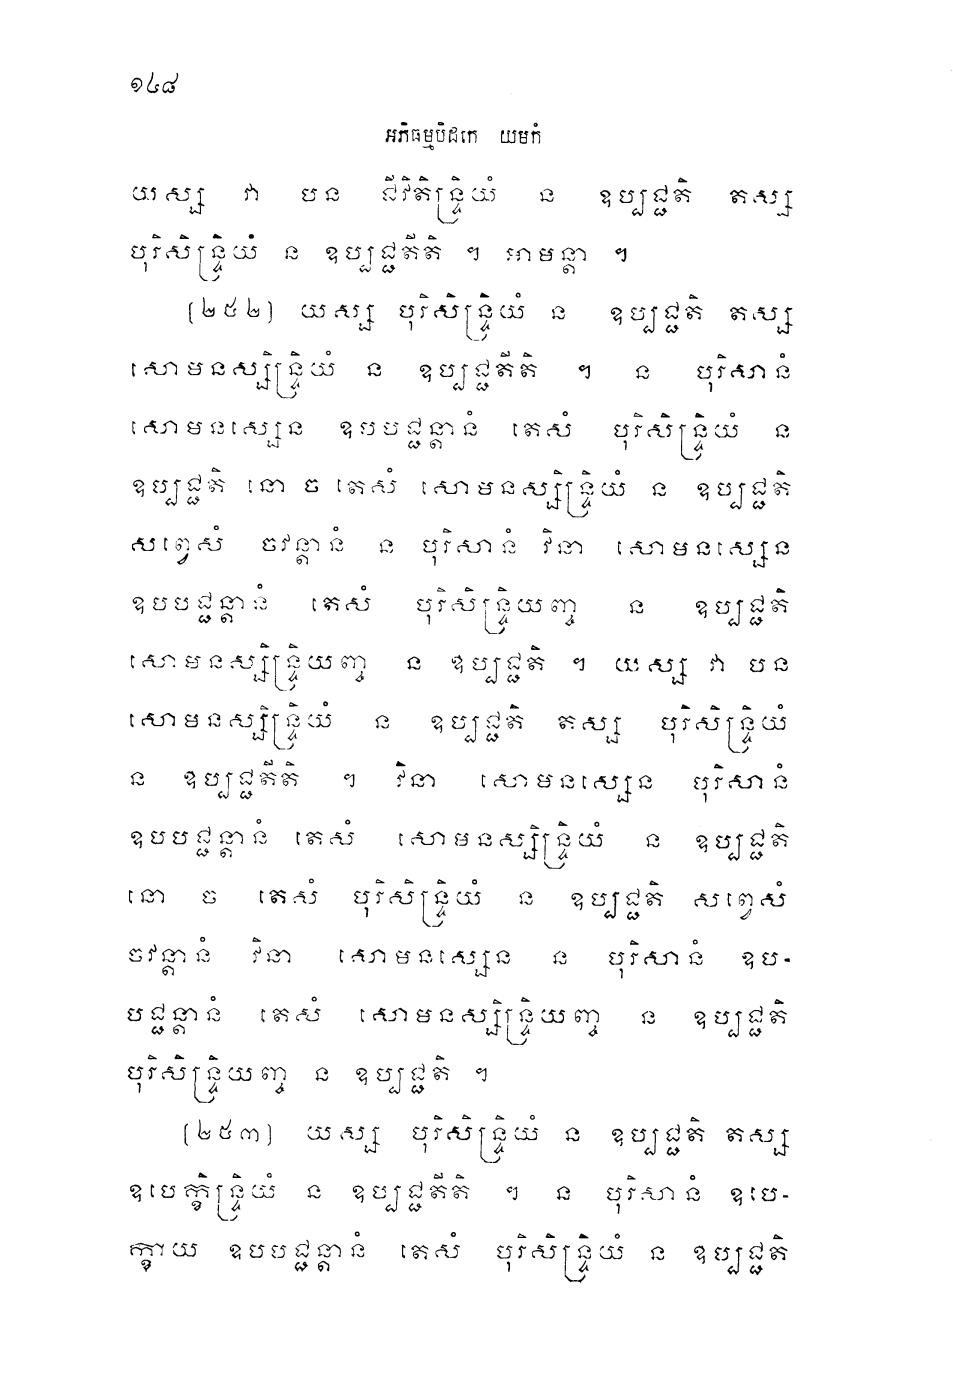 ១៤៨
អភិធម្មបិដកេ យមកំ
យស្ស វា បន ជីវិតិន្ទ្រិយំ ន ឧប្បជ្ជតិ តស្ស
បុរិសិន្ទ្រិយំ ន ឧប្បជ្ជតីតិ ។ អាមន្តា ។
(២៥២) យស្ស បុរិសិន្ទ្រិយំ ន ឧប្បជ្ជតិ តស្ស
សោមនស្សិន្ទ្រិយំ ន ឧប្បជ្ជតីតិ ។ ន បុរិសានំ
សោមនស្សេន ឧបបជ្ជន្តានំ តេសំ បុរិសិន្ទ្រិយំ ន
ឧប្បជ្ជតិ នោ ច តេសំ សោមនស្សិន្ទ្រិយំ ន ឧប្បជ្ជតិ
សព្វេសំ ចវន្តានំ ន បុរិសានំ វិនា សោមនស្សេន
ឧបបជ្ជន្តានំ តេសំ បុរិសិន្ទ្រិយញ្ច ន ឧប្បជ្ជតិ
សោមនស្សិន្ទ្រិយញ្ច ន ឧប្បជ្ជតិ ។ យស្ស វា បន
សោមនស្សិន្ទ្រិយំ ន ឧប្បជ្ជតិ តស្ស បុរិសិន្ទ្រិយំ
ន ឧប្បជ្ជតីតិ ។ វិនា សោមនស្សេន បុរិសានំ
ឧបបជ្ជន្តានំ តេសំ សោមនស្សិន្ទ្រិយំ ន ឧប្បជ្ជតិ
នោ ច តេសំ បុរិសិន្ទ្រិយំ ន ឧប្បជ្ជតិ សព្វេសំ
ចវន្តានំ វិនា សោមនស្សេន ន បុរិសានំ ឧប-
បជ្ជន្តានំ តេសំ សោមនស្សិន្ទ្រិយញ្ច ន ឧប្បជ្ជតិ
បុរិសិន្ទ្រិយញ្ច ន ឧប្បជ្ជតិ ។
(២៥៣) យស្ស បុរិសិន្ទ្រិយំ ន ឧប្បជ្ជតិ តស្ស
ឧបេក្ខិន្ទ្រិយំ ន ឧប្បជ្ជតីតិ ។ ន បុរិសានំ ឧបេ-
ក្ខាយ ឧបបជ្ជន្តានំ តេសំ បុរិសិន្ទ្រិយំ ន ឧប្បជ្ជតិ